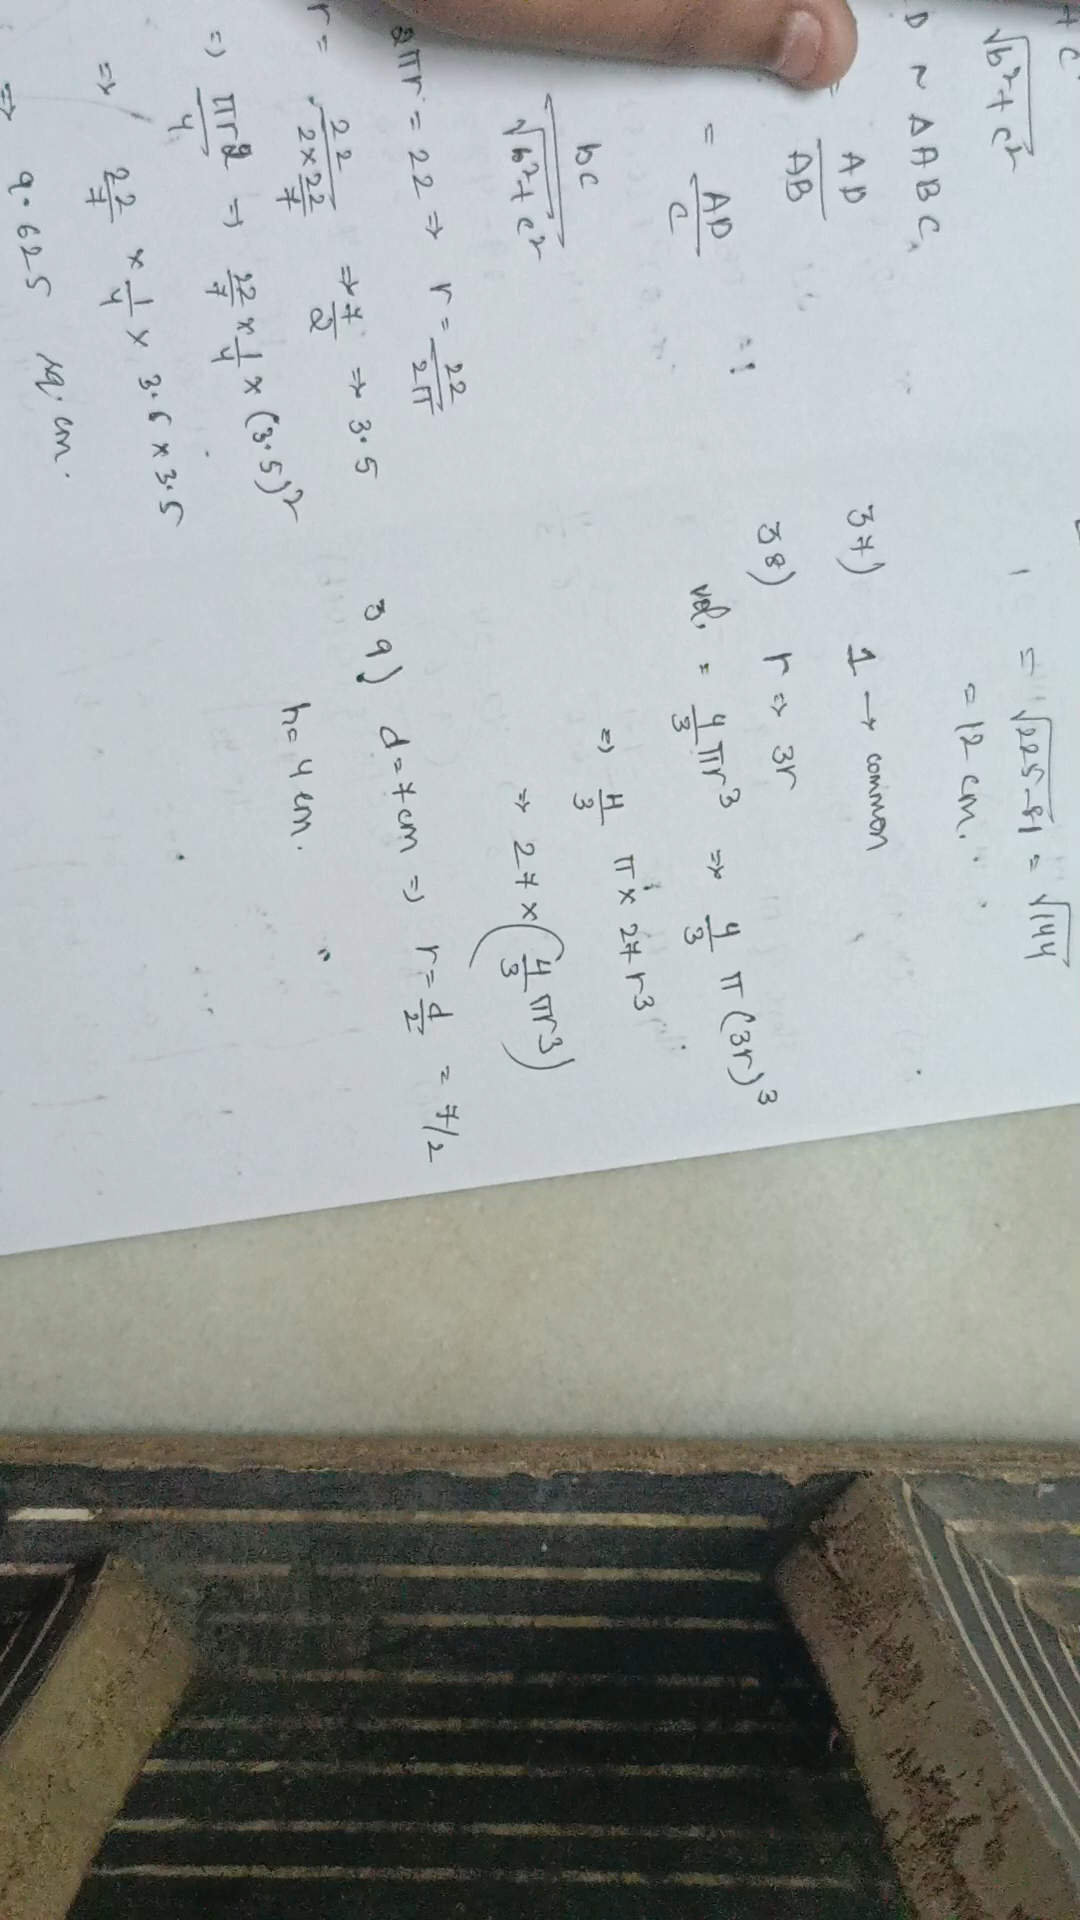 + c²
√b²+c²
D ~ Δ ABC,
= AD/AB
= AD/C
bc/√b²+c²
2πr = 22 ⇒ r = 22/2π
r = 22/2×22/7 ⇒ 7/2 ⇒ 3.5
⇒ πr2/4 ⇒ 22/7 × 1/4 × (3.5)²
⇒ 22/7 × 1/4 × 3.5 × 3.5
⇒ 9.625 sq. cm.
= √225-81 = √144
= 12 cm.
37) 1 → common
38) r ⇒ 3r
vol. = 4/3 πr³ ⇒ 4/3 π (3r)³
⇒ 4/3 π × 27 r³
⇒ 27 × (4/3 πr³)
39) d = 7 cm ⇒ r = d/2 = 7/2
h = 4 cm.